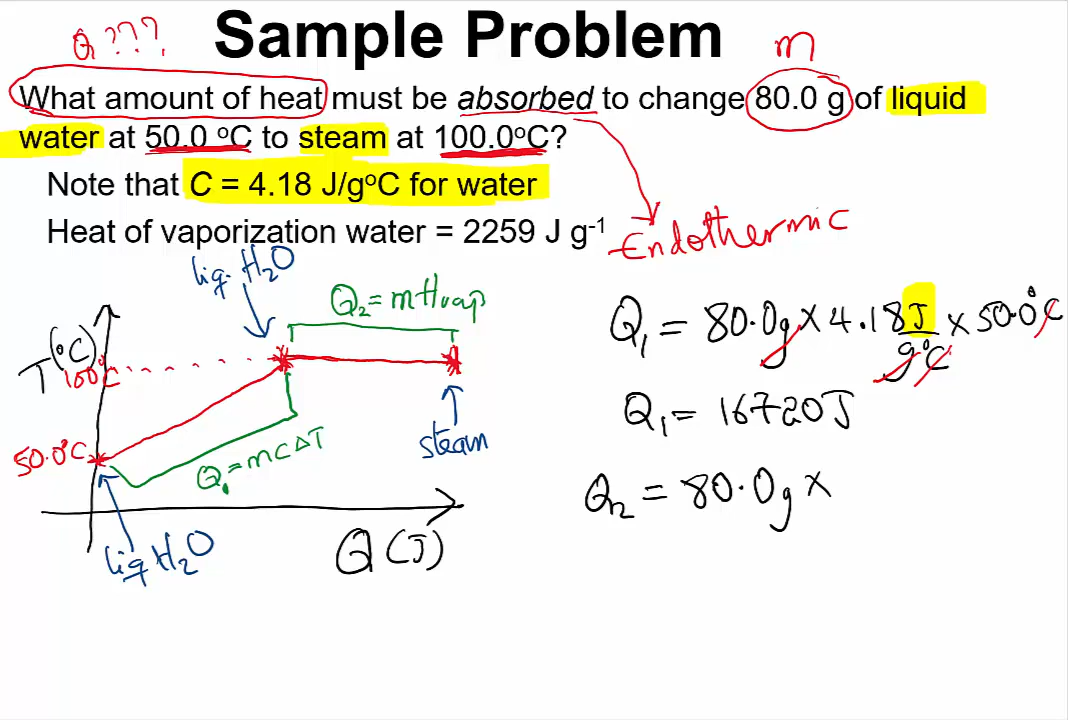 Sample Problem
Q ??? m
What amount of heat must be absorbed to change 80.0 g of liquid
water at 50.0 °C to steam at 100.0°C?
Note that C = 4.18 J/g°C for water
Heat of vaporization water = 2259 J g⁻¹
Endothermic
liq. H₂O
Q₂ = mHvap
T(°C)
100°C
50.0°C
Q₁ = mCΔT
steam
liq H₂O
Q (J)
Q₁ = 80.0g × 4.18 J/g°C × 50.0°C
Q₁ = 16720J
Q₂ = 80.0g ×